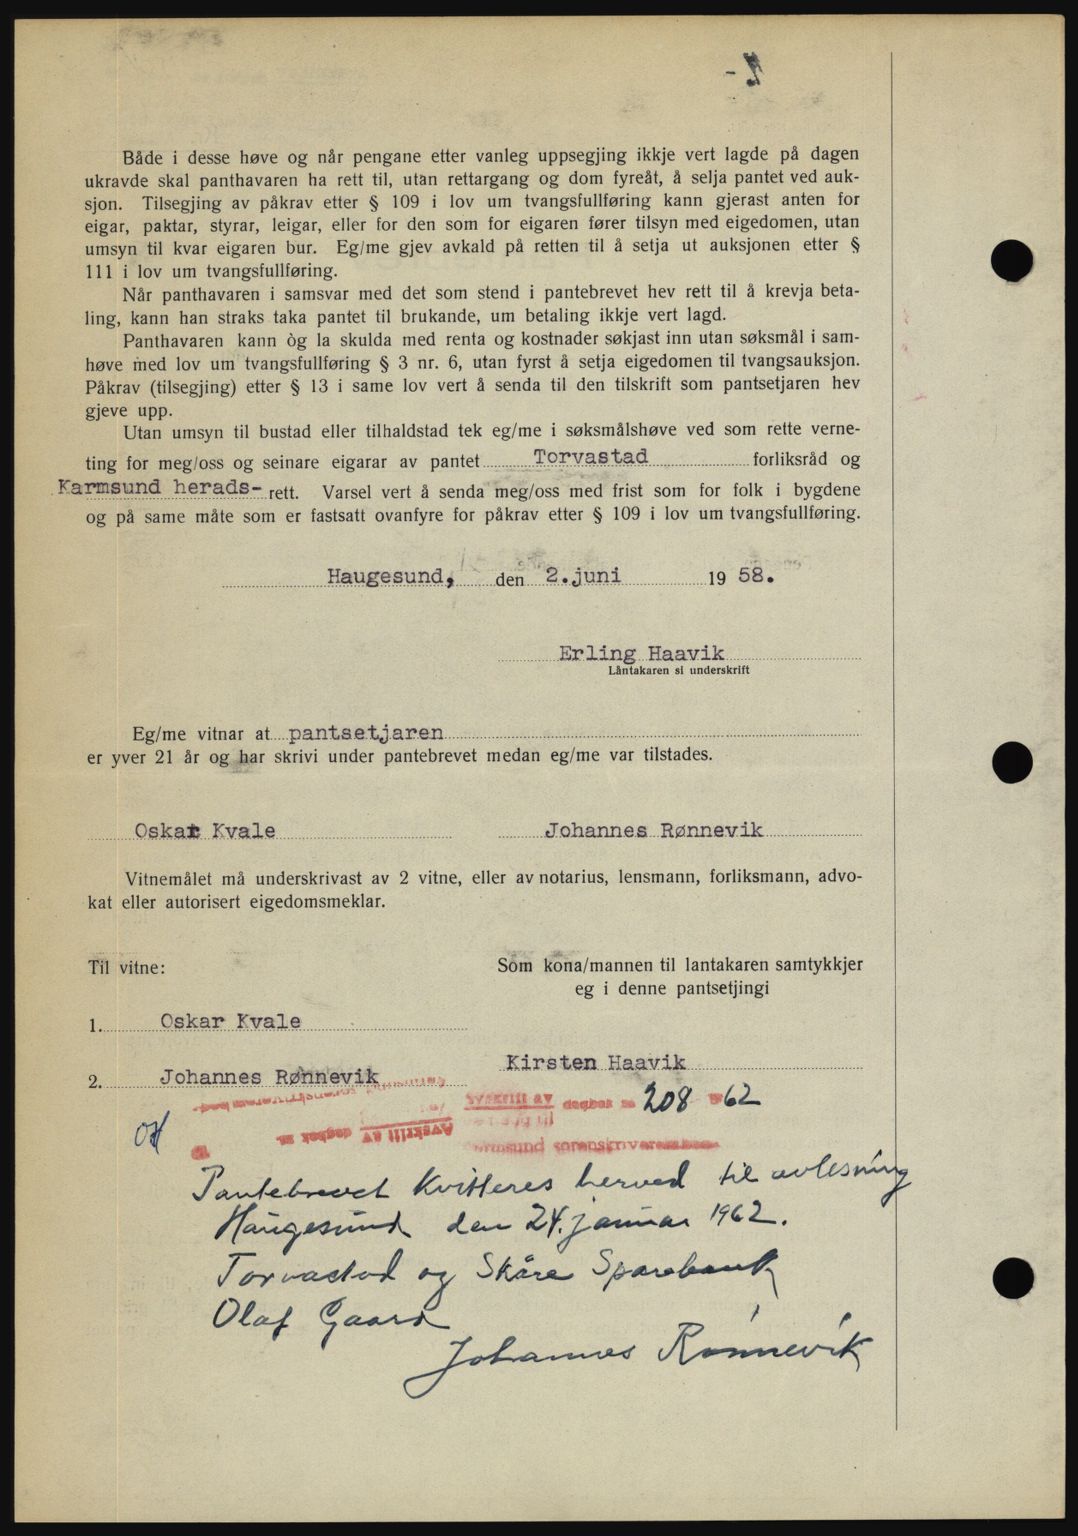 Både i desse høve og når pengane etter vanleg uppsegjing ikkje vert lagde på dagen
ukravde skal panthavaren ha rett til, utan rettargang og dom fyreåt, å selja pantet ved auk-
sjon. Tilsegjing av påkrav etter § 109 i lov um tvangsfullføring kann gjerast anten for
eigar, paktar, styrar, leigar, eller for den som for eigaren fører tilsyn med eigedomen, utan
umsyn til kvar eigaren bur. Eg/me gjev avkald på retten til å setja ut auksjonen etter §
111 i lov um tvangsfullføring.
Når panthavaren i samsvar med det som stend i pantebrevet hev rett til å krevja beta-
ling, kann han straks taka pantet til brukande, um betaling ikkje vert lagd.
Panthavaren kann òg la skulda med renta og kostnader søkjast inn utan søksmål i sam-
høve med lov um tvangsfullføring § 3 nr. 6, utan fyrst å setja eigedomen til tvangsauksjon.
Påkrav (tilsegjing) etter § 13 i same lov vert å senda til den tilskrift som pantsetjaren hev
gjeve upp.
Utan umsyn til bustad eller tilhaldstad tek eg/me i søksmålshøve ved som rette verne-
ting for meg/oss og seinare eigarar av pantet Torvastad forliksråd og
Karmsund herads- rett. Varsel vert å senda meg/oss med frist som for folk i bygdene
og på same måte som er fastsatt ovanfyre for påkrav etter § 109 i lov um tvangsfullføring.
Haugesund, den 2. juni 19 58.
Erling Haavik
Låntakaren si underskrift
Eg/me vitnar at pantsetjaren
er yver 21 år og har skrivi under pantebrevet medan eg/me var tilstades.
Oskar Kvale Johannes Rønnevik
Vitnemålet må underskrivast av 2 vitne, eller av notarius, lensmann, forliksmann, advo-
kat eller autorisert eigedomsmeklar.
Til vitne: Som kona/mannen til lantakaren samtykkjer
eg i denne pantsetjingi
1. Oskar Kvale
Kirsten Haavik
2. Johannes Rønnevik
Avskrift av dagbok nr. 208 62
Avskrift av dagbok nr.
sorenskriverembede
Pantebrevet kvitteres herved til avlesning
Haugesund den 24. januar 1962.
Torvastad og Skåre Sparebank
Olaf Gaard
Johannes Rønnevik